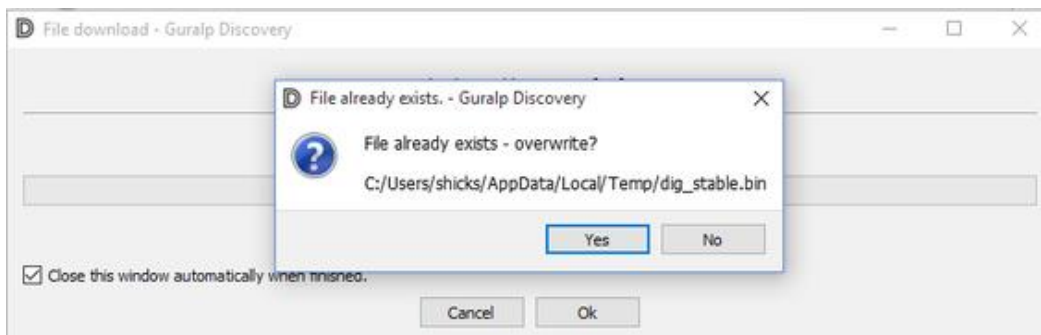 File download - Guralp Discovery
File already exists. - Guralp Discovery
File already exists - overwrite?
C:/Users/shicks/AppData/Local/Temp/dig_stable.bin
Yes No
Close this window automatically when finished.
Cancel Ok